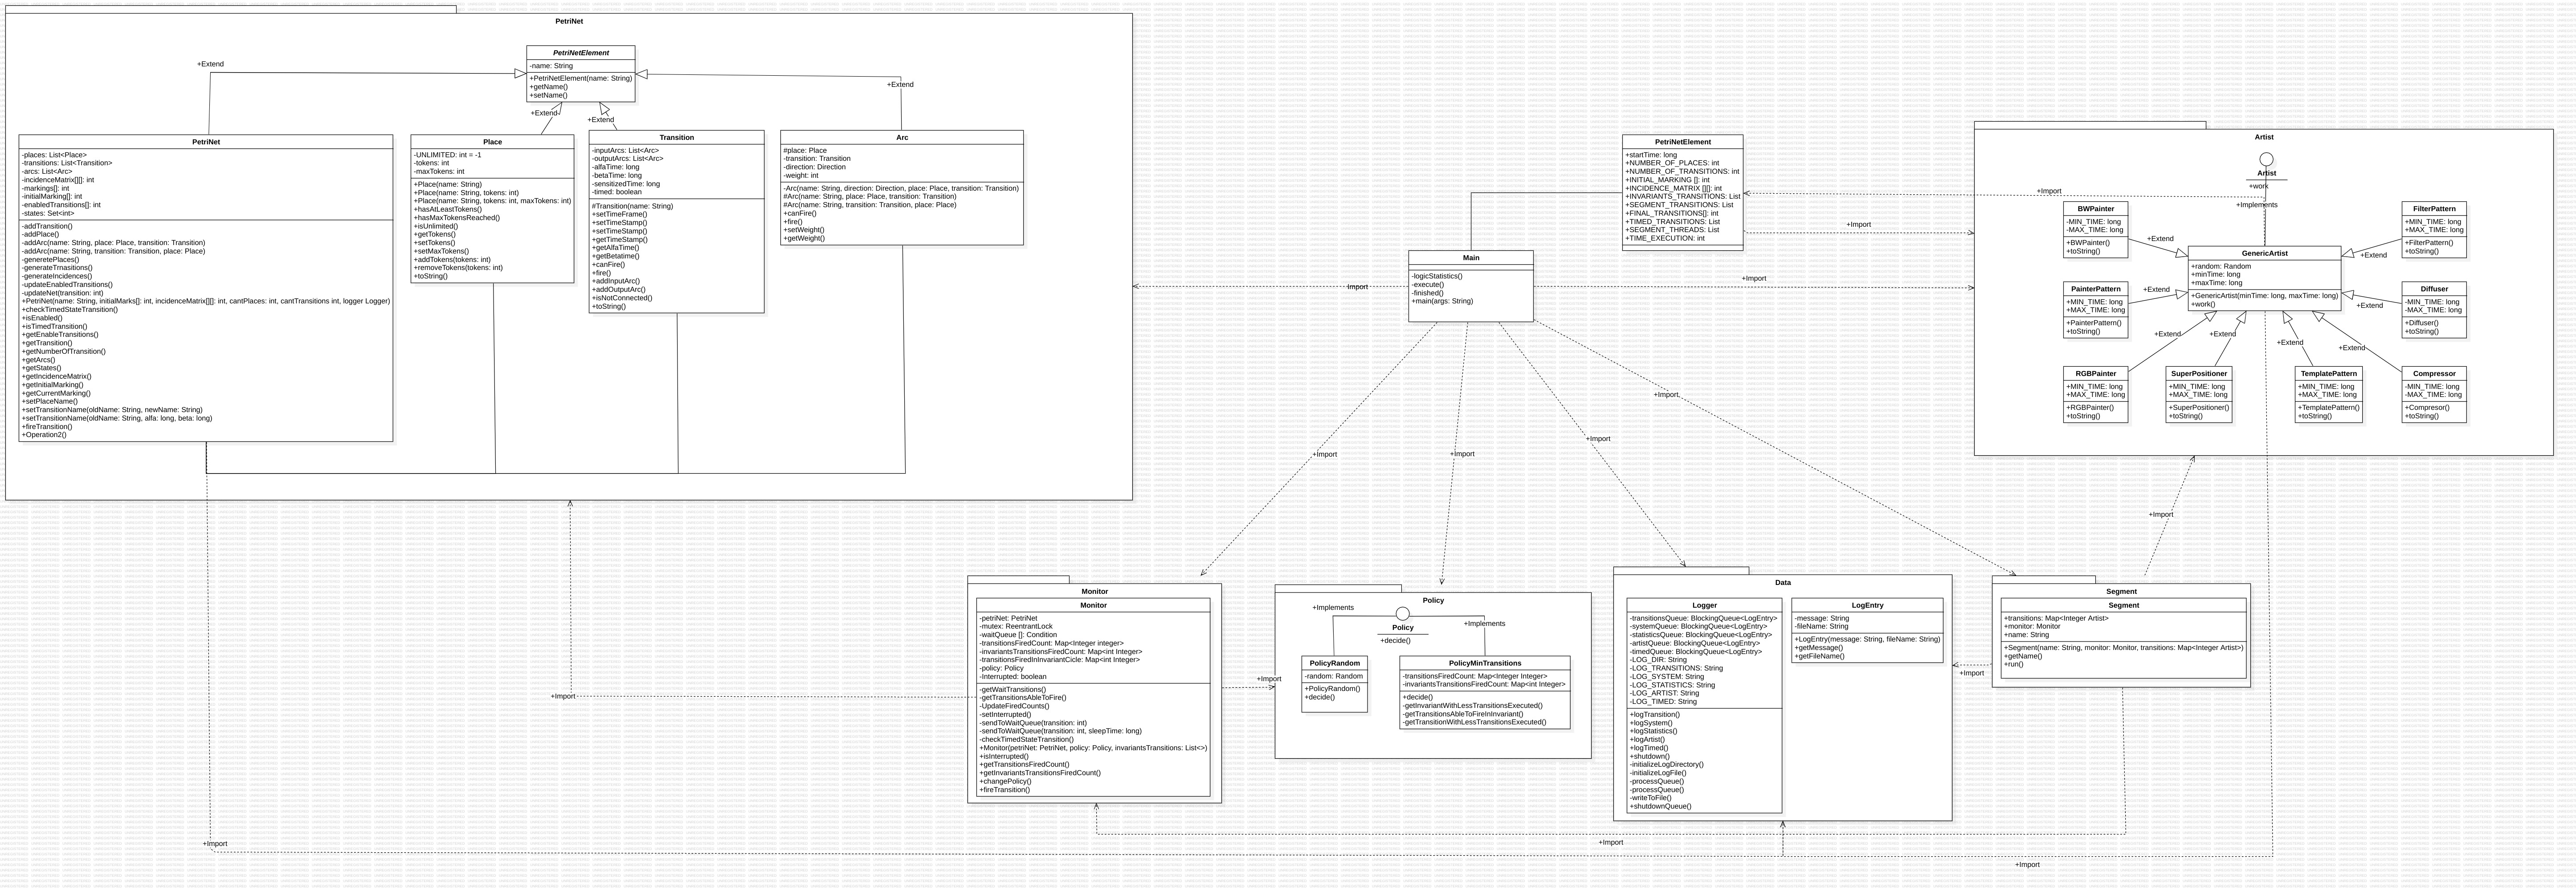 PetriNet
PetriNetElement
-name: String
+PetriNetElement(name: String)
+getName()
+setName()
+Extend
+Extend
+Extend
+Extend
PetriNet
-places: List<Place>
-transitions: List<Transition>
-arcs: List<Arc>
-incidenceMatrix[][]: int
-markings[]: int
-initialMarking[]: int
-enabledTransitions[]: int
-states: Set<int>
-addTransition()
-addPlace()
-addArc(name: String, place: Place, transition: Transition)
-addArc(name: String, transition: Transition, place: Place)
-generetePlaces()
-generateTrnasitions()
-generateIncidences()
-updateEnabledTransitions()
-updateNet(transition: int)
+PetriNet(name: String, initialMarks[]: int, incidenceMatrix[][]: int, cantPlaces: int, cantTransitions int, logger Logger)
+checkTimedStateTransition()
+isEnabled()
+isTimedTransition()
+getEnableTransitions()
+getTransition()
+getNumberOfTransition()
+getArcs()
+getStates()
+getIncidenceMatrix()
+getInitialMarking()
+getCurrentMarking()
+setPlaceName()
+setTransitionName(oldName: String, newName: String)
+setTransitionName(oldName: String, alfa: long, beta: long)
+fireTransition()
+Operation2()
Place
-UNLIMITED: int = -1
-tokens: int
-maxTokens: int
+Place(name: String)
+Place(name: String, tokens: int)
+Place(name: String, tokens: int, maxTokens: int)
+hasAtLeastTokens()
+hasMaxTokensReached()
+isUnlimited()
+getTokens()
+setTokens()
+setMaxTokens()
+addTokens(tokens: int)
+removeTokens(tokens: int)
+toString()
Transition
-inputArcs: List<Arc>
-outputArcs: List<Arc>
-alfaTime: long
-betaTime: long
-sensitizedTime: long
-timed: boolean
#Transition(name: String)
+setTimeFrame()
+setTimeStamp()
+setTimeStamp()
+getTimeStamp()
+getAlfaTime()
+getBetatime()
+canFire()
+fire()
+addInputArc()
+addOutputArc()
+isNotConnected()
+toString()
Arc
#place: Place
-transition: Transition
-direction: Direction
-weight: int
-Arc(name: String, direction: Direction, place: Place, transition: Transition)
#Arc(name: String, place: Place, transition: Transition)
#Arc(name: String, transition: Transition, place: Place)
+canFire()
+fire()
+setWeight()
+getWeight()
PetriNetElement
+startTime: long
+NUMBER_OF_PLACES: int
+NUMBER_OF_TRANSITIONS: int
+INITIAL_MARKING []: int
+INCIDENCE_MATRIX [][]: int
+INVARIANTS_TRANSITIONS: List
+SEGMENT_TRANSITIONS: List
+FINAL_TRANSITIONS[]: int
+TIMED_TRANSITIONS: List
+SEGMENT_THREADS: List
+TIME_EXECUTION: int
Main
-logicStatistics()
-execute()
-finished()
+main(args: String)
Import
+Import
+Import
+Import
+Import
+Import
+Import
+Import
Artist
Artist
+work
+Implements
GenericArtist
+random: Random
+minTime: long
+maxTime: long
+GenericArtist(minTime: long, maxTime: long)
+work()
BWPainter
-MIN_TIME: long
-MAX_TIME: long
+BWPainter()
+toString()
+Extend
FilterPattern
+MIN_TIME: long
+MAX_TIME: long
+FilterPattern()
+toString()
+Extend
PainterPattern
+MIN_TIME: long
+MAX_TIME: long
+PainterPattern()
+toString()
+Extend
Diffuser
-MIN_TIME: long
-MAX_TIME: long
+Diffuser()
+toString()
+Extend
RGBPainter
+MIN_TIME: long
+MAX_TIME: long
+RGBPainter()
+toString()
+Extend
SuperPositioner
+MIN_TIME: long
+MAX_TIME: long
+SuperPositioner()
+toString()
+Extend
TemplatePattern
+MIN_TIME: long
+MAX_TIME: long
+TemplatePattern()
+toString()
+Extend
Compressor
-MIN_TIME: long
-MAX_TIME: long
+Compresor()
+toString()
+Extend
+Import
Monitor
Monitor
-petriNet: PetriNet
-mutex: ReentrantLock
-waitQueue []: Condition
-transitionsFiredCount: Map<Integer integer>
-invariantsTransitionsFiredCount: Map<int Integer>
-transitionsFiredInInvariantCicle: Map<int Integer>
-policy: Policy
-Interrupted: boolean
-getWaitTransitions()
-getTransitionsAbleToFire()
-UpdateFiredCounts()
-setInterrupted()
-sendToWaitQueue(transition: int)
-sendToWaitQueue(transition: int, sleepTime: long)
-checkTimedStateTransition()
+Monitor(petriNet: PetriNet, policy: Policy, invariantsTransitions: List<>)
+isInterrupted()
+getTransitionsFiredCount()
+getInvariantsTransitionsFiredCount()
+changePolicy()
+fireTransition()
+Import
+Import
Policy
Policy
+decide()
+Implements
+Implements
PolicyRandom
-random: Random
+PolicyRandom()
+decide()
PolicyMinTransitions
-transitionsFiredCount: Map<Integer Integer>
-invariantsTransitionsFiredCount: Map<int Integer>
+decide()
-getInvariantWithLessTransitionsExecuted()
-getTransitionsAbleToFireInInvariant()
-getTransitionWithLessTransitionsExecuted()
Data
Logger
-transitionsQueue: BlockingQueue<LogEntry>
-systemQueue: BlockingQueue<LogEntry>
-statisticsQueue: BlockingQueue<LogEntry>
-artistQueue: BlockingQueue<LogEntry>
-timedQueue: BlockingQueue<LogEntry>
-LOG_DIR: String
-LOG_TRANSITIONS: String
-LOG_SYSTEM: String
-LOG_STATISTICS: String
-LOG_ARTIST: String
-LOG_TIMED: String
+logTransition()
+logSystem()
+logStatistics()
+logArtist()
+logTimed()
+shutdown()
-initializeLogDirectory()
-initializeLogFile()
-processQueue()
-processQueue()
-writeToFile()
+shutdownQueue()
LogEntry
-message: String
-fileName: String
+LogEntry(message: String, fileName: String)
+getMessage()
+getFileName()
+Import
Segment
Segment
+transitions: Map<Integer Artist>
+monitor: Monitor
+name: String
+Segment(name: String, monitor: Monitor, transitions: Map<Integer Artist>)
+getName()
+run()
+Import
+Import
+Import